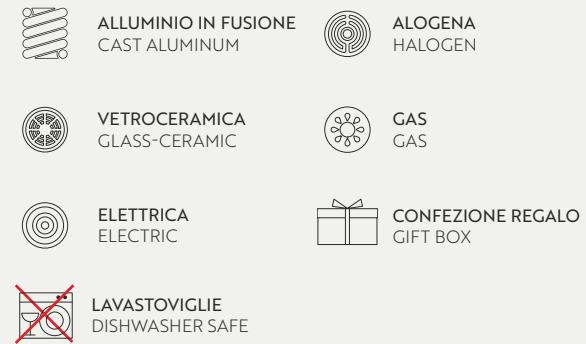 ALLUMINIO IN FUSIONE
CAST ALUMINUM
ALOGENA
HALOGEN
VETROCERAMICA
GLASS-CERAMIC
GAS
GAS
ELETTRICA
ELECTRIC
CONFEZIONE REGALO
GIFT BOX
LAVASTOVIGLIE
DISHWASHER SAFE